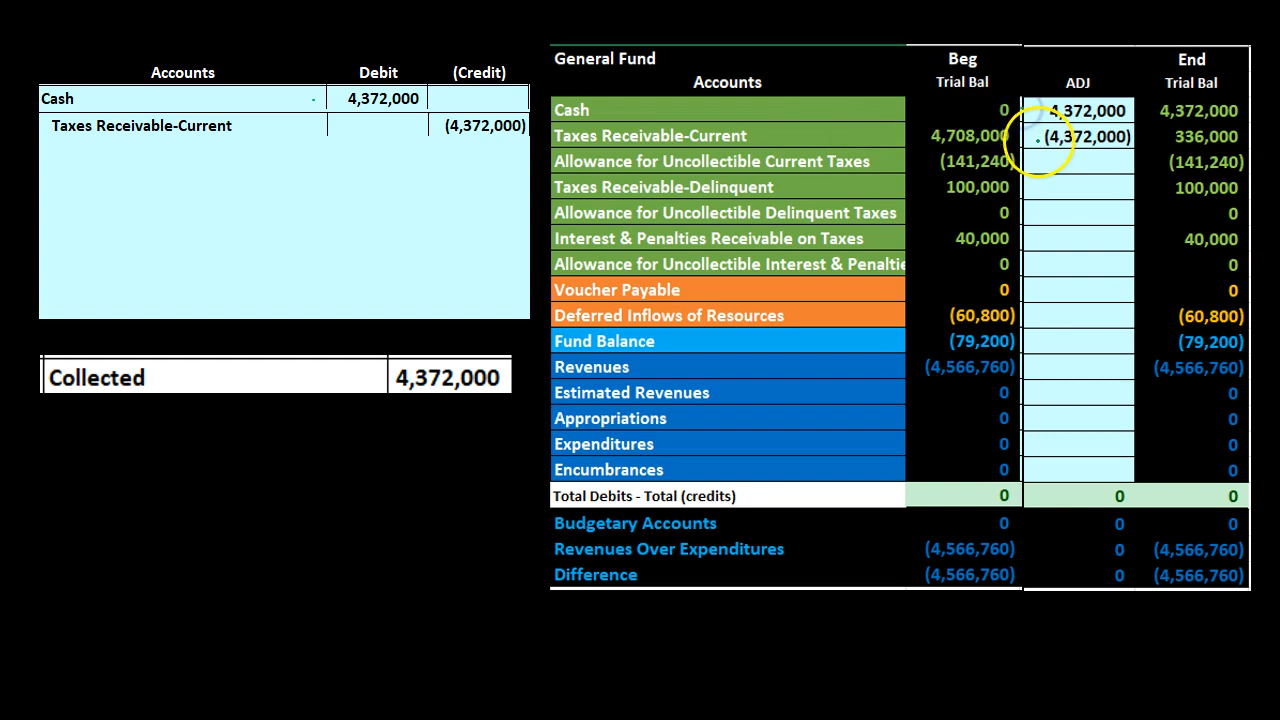 Accounts Debit (Credit)
Cash 4,372,000
Taxes Receivable-Current (4,372,000)
Collected 4,372,000
General Fund Beg End
Accounts Trial Bal ADJ Trial Bal
Cash 0 4,372,000 4,372,000
Taxes Receivable-Current 4,708,000 (4,372,000) 336,000
Allowance for Uncollectible Current Taxes (141,240) (141,240)
Taxes Receivable-Delinquent 100,000 100,000
Allowance for Uncollectible Delinquent Taxes 0 0
Interest & Penalties Receivable on Taxes 40,000 40,000
Allowance for Uncollectible Interest & Penaltie 0 0
Voucher Payable 0 0
Deferred Inflows of Resources (60,800) (60,800)
Fund Balance (79,200) (79,200)
Revenues (4,566,760) (4,566,760)
Estimated Revenues 0 0
Appropriations 0 0
Expenditures 0 0
Encumbrances 0 0
Total Debits - Total (credits) 0 0 0
Budgetary Accounts 0 0 0
Revenues Over Expenditures (4,566,760) 0 (4,566,760)
Difference (4,566,760) 0 (4,566,760)